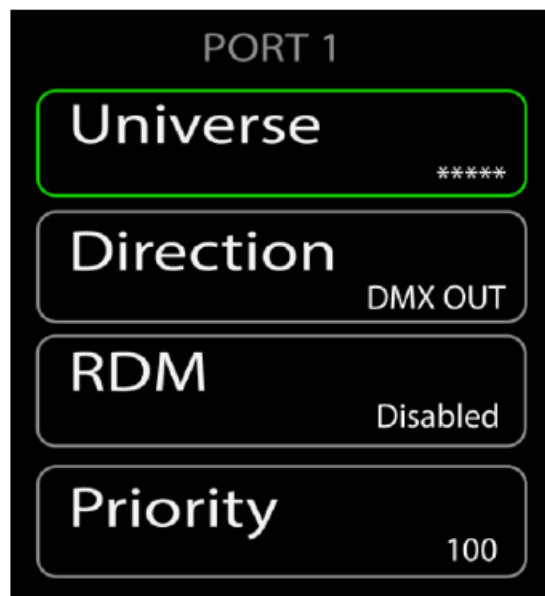 PORT 1
Universe
*****
Direction
DMX OUT
RDM
Disabled
Priority
100